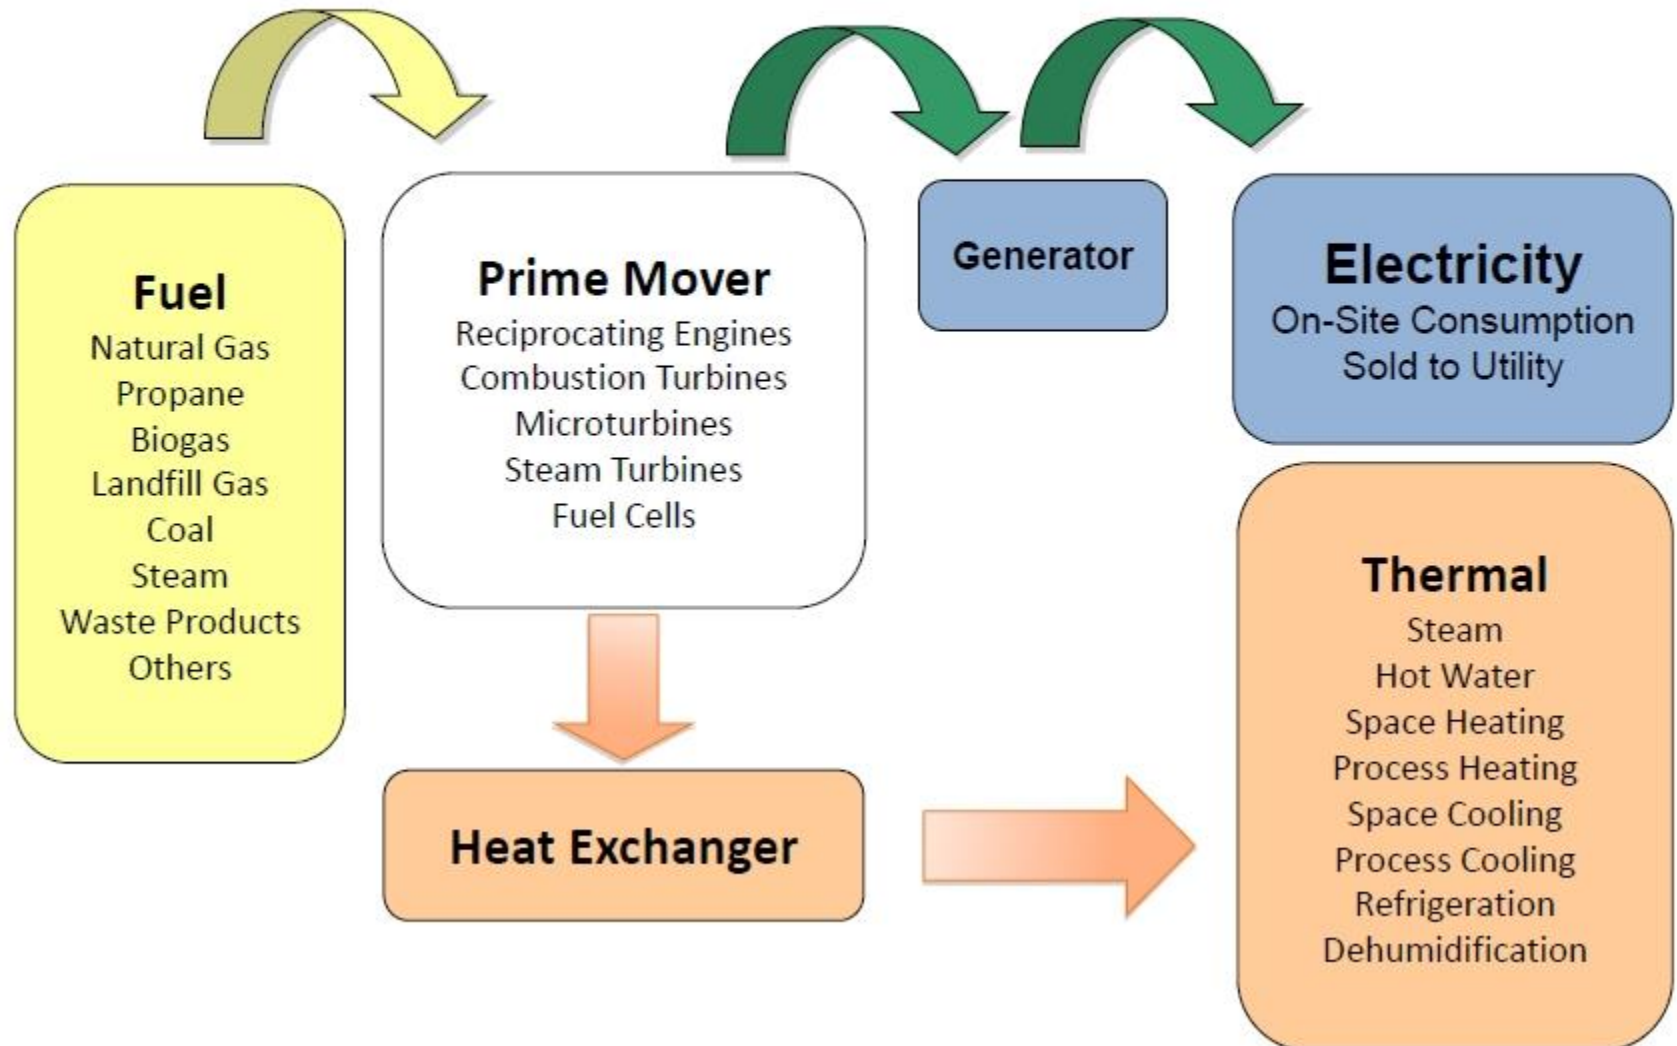 Fuel
Natural Gas
Propane
Biogas
Landfill Gas
Coal
Steam
Waste Products
Others
Prime Mover
Reciprocating Engines
Combustion Turbines
Microturbines
Steam Turbines
Fuel Cells
Generator
Electricity
On-Site Consumption
Sold to Utility
Heat Exchanger
Thermal
Steam
Hot Water
Space Heating
Process Heating
Space Cooling
Process Cooling
Refrigeration
Dehumidification